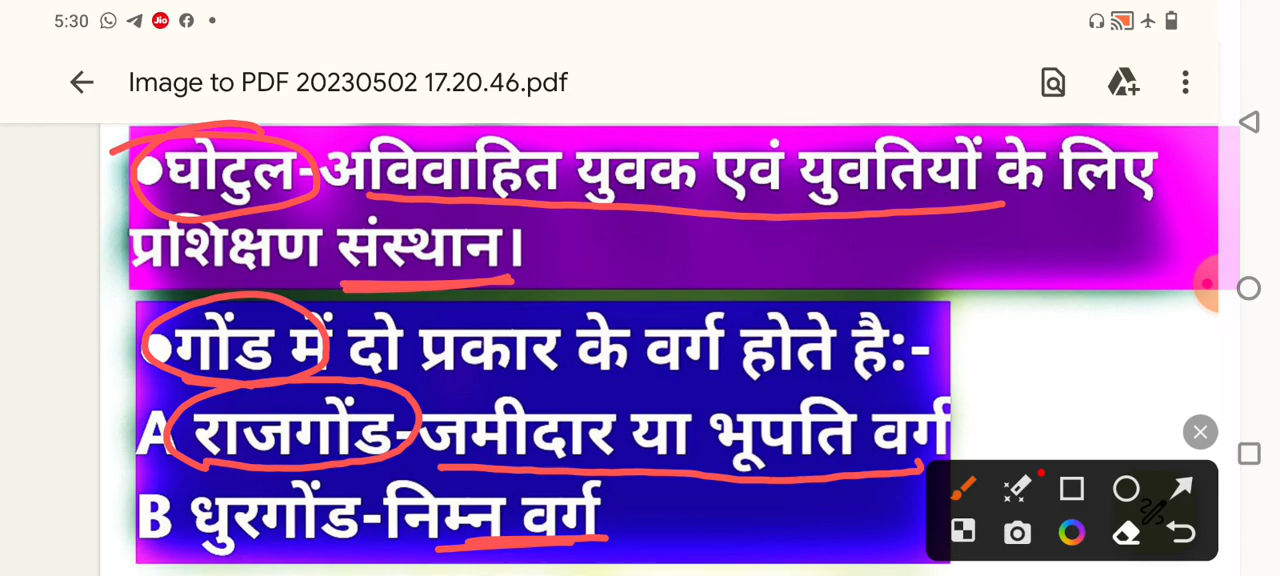 5:30
Jio
Image to PDF 20230502 17.20.46.pdf
●घोटुल-अविवाहित युवक एवं युवतियों के लिए
प्रशिक्षण संस्थान।
●गोंड में दो प्रकार के वर्ग होते है:-
A राजगोंड-जमीदार या भूपति वर्ग
B धुरगोंड-निम्न वर्ग